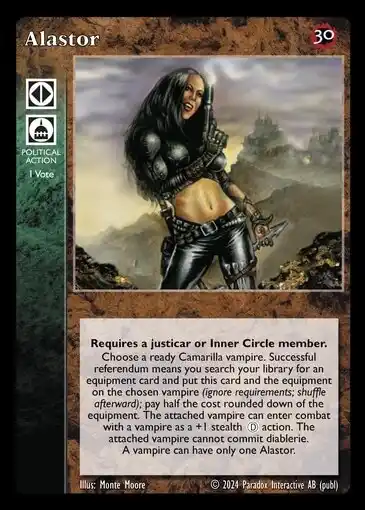 Alastor
30
POLITICAL
ACTION
1 Vote
Requires a justicar or Inner Circle member.
Choose a ready Camarilla vampire. Successful
referendum means you search your library for an
equipment card and put this card and the equipment
on the chosen vampire (ignore requirements; shuffle
afterward); pay half the cost rounded down of the
equipment. The attached vampire can enter combat
with a vampire as a +1 stealth Ⓓ action. The
attached vampire cannot commit diablerie.
A vampire can have only one Alastor.
Illus: Monte Moore
© 2024 Paradox Interactive AB (publ)